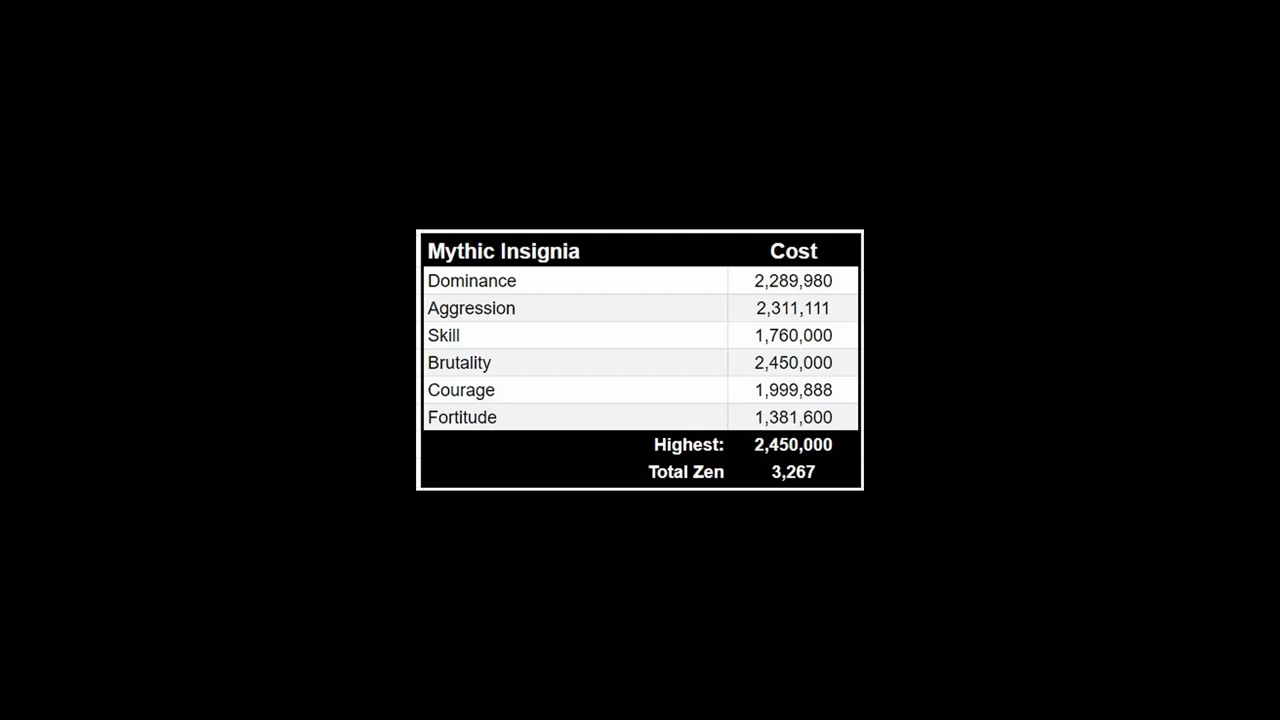 Mythic Insignia Cost
Dominance 2,289,980
Aggression 2,311,111
Skill 1,760,000
Brutality 2,450,000
Courage 1,999,888
Fortitude 1,381,600
Highest: 2,450,000
Total Zen 3,267